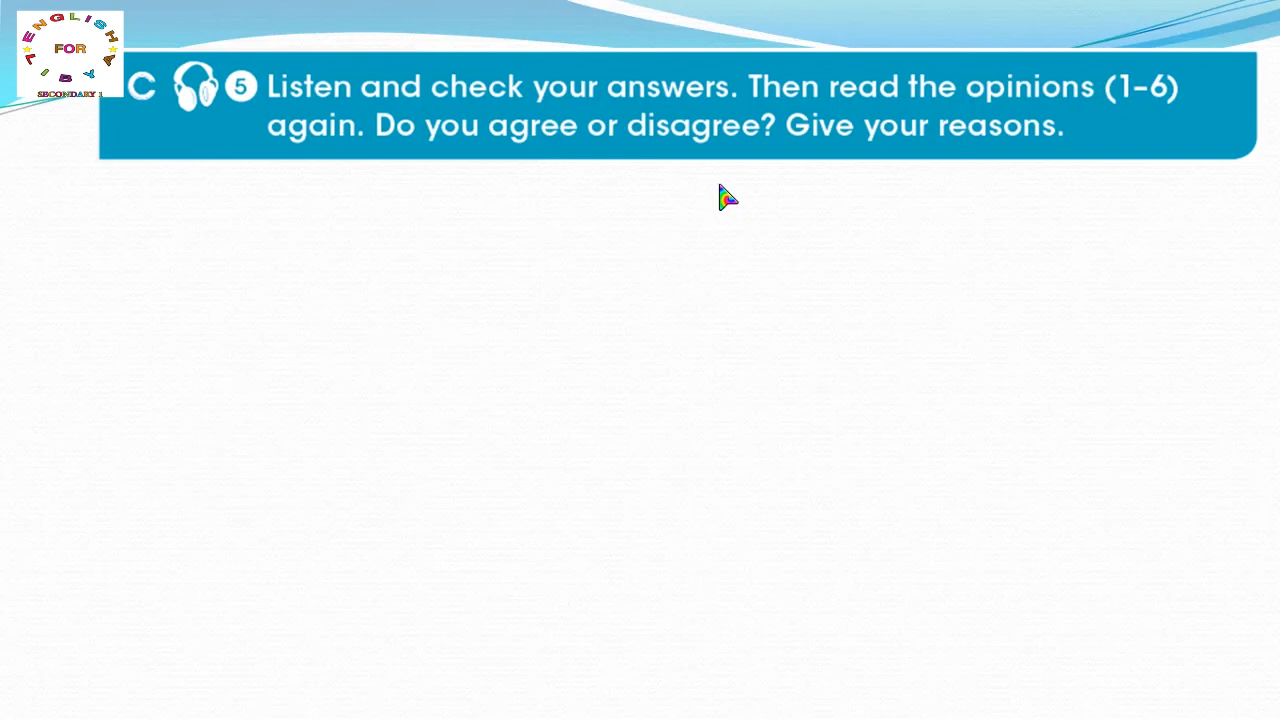 ENGLISH
FOR
LIBYA
SECONDARY 1
C 5 Listen and check your answers. Then read the opinions (1–6)
again. Do you agree or disagree? Give your reasons.